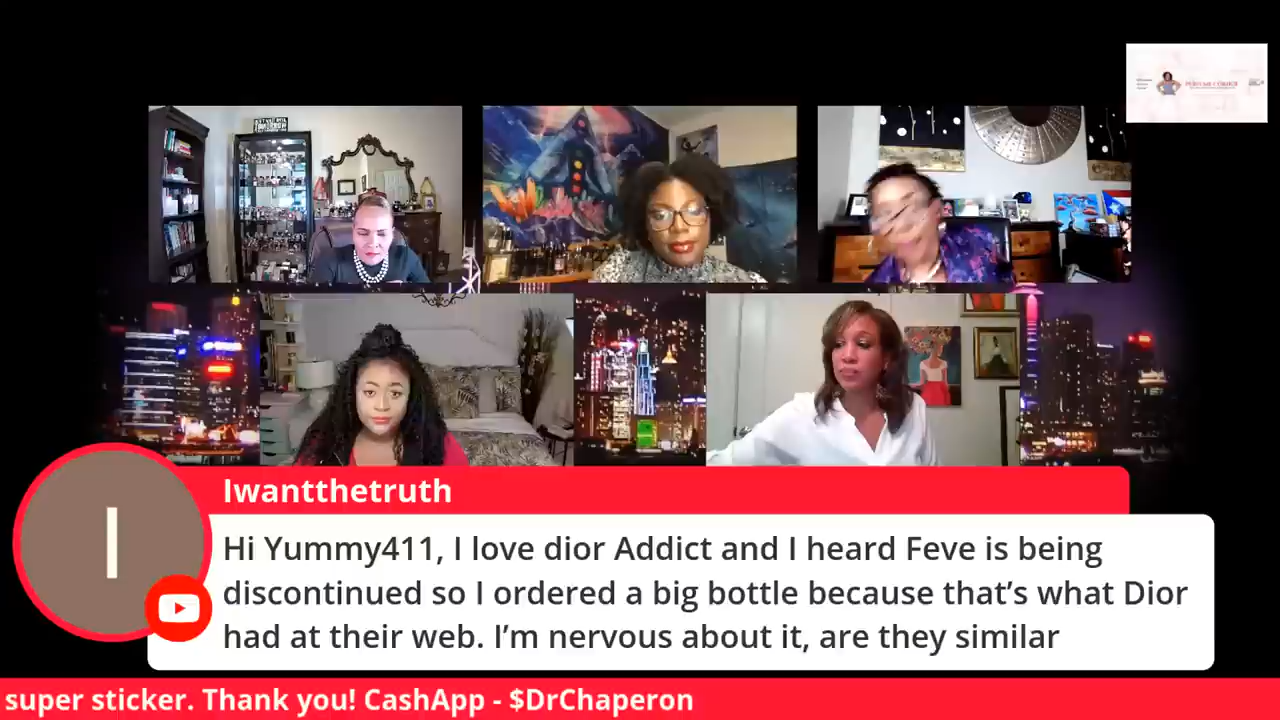 Iwantthetruth
I
Hi Yummy411, I love dior Addict and I heard Feve is being
discontinued so I ordered a big bottle because that’s what Dior
had at their web. I’m nervous about it, are they similar
super sticker. Thank you! CashApp - $DrChaperon